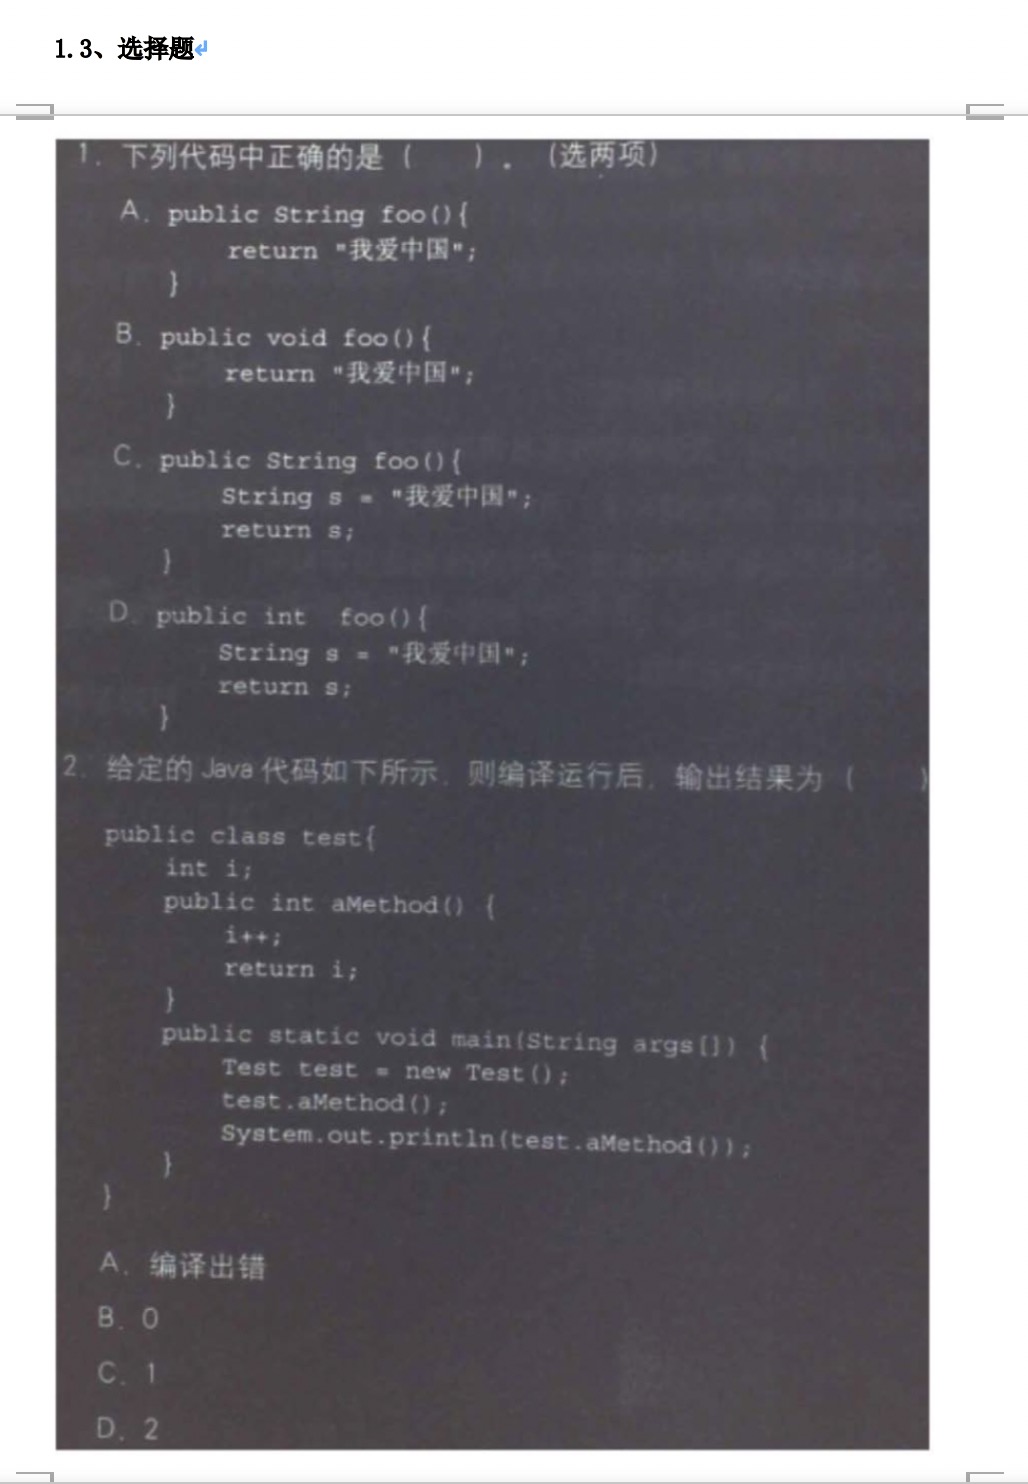 1.3、选择题
1. 下列代码中正确的是（　　）。（选两项）
A. public String foo(){
return "我爱中国";
}
B. public void foo(){
return "我爱中国";
}
C. public String foo(){
String s = "我爱中国";
return s;
}
D. public int foo(){
String s = "我爱中国";
return s;
}
2. 给定的 Java 代码如下所示，则编译运行后，输出结果为（　　）
public class test{
int i;
public int aMethod() {
i++;
return i;
}
public static void main(String args[]) {
Test test = new Test();
test.aMethod();
System.out.println(test.aMethod());
}
}
A. 编译出错
B. 0
C. 1
D. 2